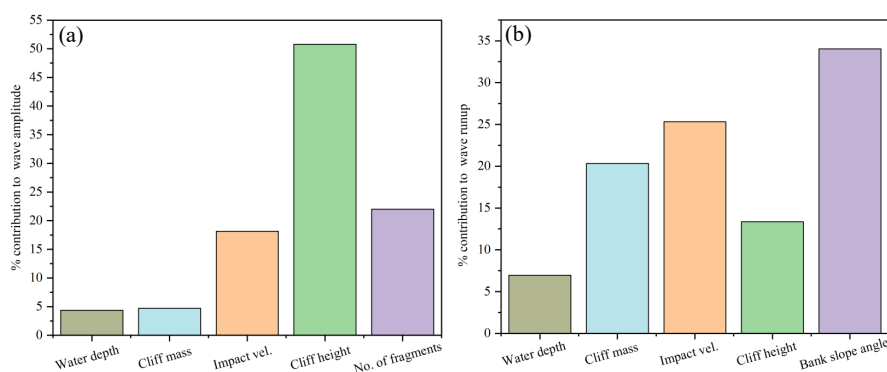 (a)
% contribution to wave amplitude
55
50
45
40
35
30
25
20
15
10
5
0
Water depth
Cliff mass
Impact vel.
Cliff height
No. of fragments
(b)
% contribution to wave runup
35
30
25
20
15
10
5
0
Water depth
Cliff mass
Impact vel.
Cliff height
Bank slope angle